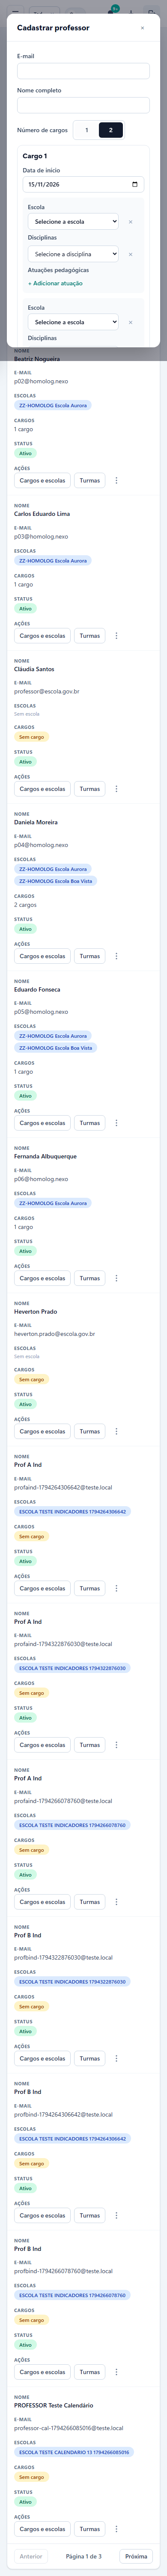 Cadastrar professor
×
E-mail
Nome completo
Número de cargos
1
2
Cargo 1
Data de início
15/11/2026
Escola
Selecione a escola
×
Disciplinas
Selecione a disciplina
×
Atuações pedagógicas
+ Adicionar atuação
Escola
Selecione a escola
×
Disciplinas
NOME
Beatriz Nogueira
E-MAIL
p02@homolog.nexo
ESCOLAS
ZZ-HOMOLOG Escola Aurora
CARGOS
1 cargo
STATUS
Ativo
AÇÕES
Cargos e escolas
Turmas
NOME
Carlos Eduardo Lima
E-MAIL
p03@homolog.nexo
ESCOLAS
ZZ-HOMOLOG Escola Aurora
CARGOS
1 cargo
STATUS
Ativo
AÇÕES
Cargos e escolas
Turmas
NOME
Cláudia Santos
E-MAIL
professor@escola.gov.br
ESCOLAS
Sem escola
CARGOS
Sem cargo
STATUS
Ativo
AÇÕES
Cargos e escolas
Turmas
NOME
Daniela Moreira
E-MAIL
p04@homolog.nexo
ESCOLAS
ZZ-HOMOLOG Escola Aurora
ZZ-HOMOLOG Escola Boa Vista
CARGOS
2 cargos
STATUS
Ativo
AÇÕES
Cargos e escolas
Turmas
NOME
Eduardo Fonseca
E-MAIL
p05@homolog.nexo
ESCOLAS
ZZ-HOMOLOG Escola Aurora
ZZ-HOMOLOG Escola Boa Vista
CARGOS
1 cargo
STATUS
Ativo
AÇÕES
Cargos e escolas
Turmas
NOME
Fernanda Albuquerque
E-MAIL
p06@homolog.nexo
ESCOLAS
ZZ-HOMOLOG Escola Aurora
CARGOS
1 cargo
STATUS
Ativo
AÇÕES
Cargos e escolas
Turmas
NOME
Heverton Prado
E-MAIL
heverton.prado@escola.gov.br
ESCOLAS
Sem escola
CARGOS
Sem cargo
STATUS
Ativo
AÇÕES
Cargos e escolas
Turmas
NOME
Prof A Ind
E-MAIL
profaind-1794264306642@teste.local
ESCOLAS
ESCOLA TESTE INDICADORES 1794264306642
CARGOS
Sem cargo
STATUS
Ativo
AÇÕES
Cargos e escolas
Turmas
NOME
Prof A Ind
E-MAIL
profaind-1794322876030@teste.local
ESCOLAS
ESCOLA TESTE INDICADORES 1794322876030
CARGOS
Sem cargo
STATUS
Ativo
AÇÕES
Cargos e escolas
Turmas
NOME
Prof A Ind
E-MAIL
profaind-1794266078760@teste.local
ESCOLAS
ESCOLA TESTE INDICADORES 1794266078760
CARGOS
Sem cargo
STATUS
Ativo
AÇÕES
Cargos e escolas
Turmas
NOME
Prof B Ind
E-MAIL
profbind-1794322876030@teste.local
ESCOLAS
ESCOLA TESTE INDICADORES 1794322876030
CARGOS
Sem cargo
STATUS
Ativo
AÇÕES
Cargos e escolas
Turmas
NOME
Prof B Ind
E-MAIL
profbind-1794264306642@teste.local
ESCOLAS
ESCOLA TESTE INDICADORES 1794264306642
CARGOS
Sem cargo
STATUS
Ativo
AÇÕES
Cargos e escolas
Turmas
NOME
Prof B Ind
E-MAIL
profbind-1794266078760@teste.local
ESCOLAS
ESCOLA TESTE INDICADORES 1794266078760
CARGOS
Sem cargo
STATUS
Ativo
AÇÕES
Cargos e escolas
Turmas
NOME
PROFESSOR Teste Calendário
E-MAIL
professor-cal-1794266085016@teste.local
ESCOLAS
ESCOLA TESTE CALENDARIO 13 1794266085016
CARGOS
Sem cargo
STATUS
Ativo
AÇÕES
Cargos e escolas
Turmas
Anterior
Página 1 de 3
Próxima